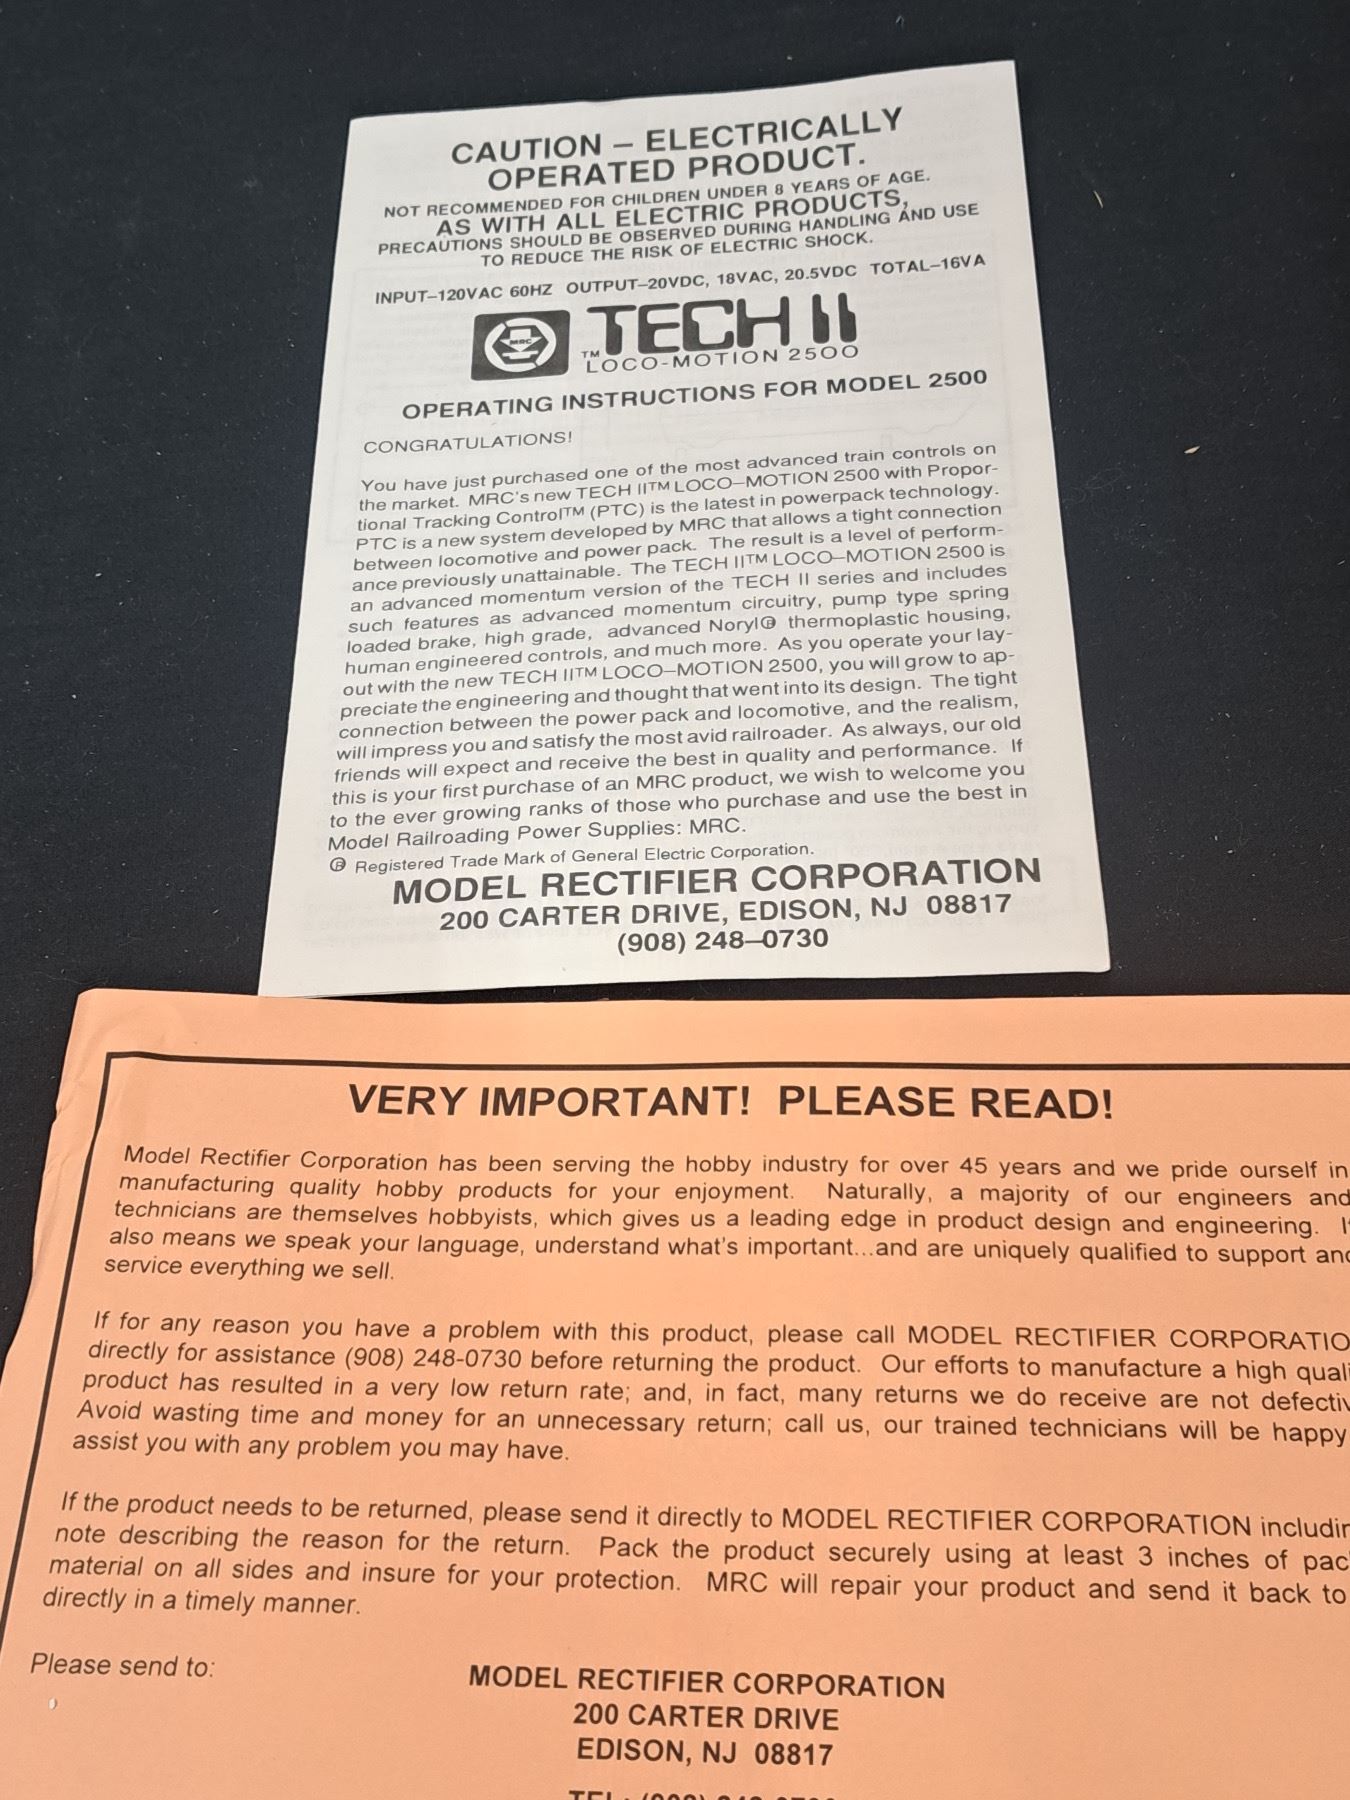 CAUTION – ELECTRICALLY
OPERATED PRODUCT.
NOT RECOMMENDED FOR CHILDREN UNDER 8 YEARS OF AGE.
AS WITH ALL ELECTRIC PRODUCTS,
PRECAUTIONS SHOULD BE OBSERVED DURING HANDLING AND USE
TO REDUCE THE RISK OF ELECTRIC SHOCK.
INPUT–120VAC 60HZ OUTPUT–20VDC, 18VAC, 20.5VDC TOTAL–16VA
MRC TECH II
™ LOCO-MOTION 2500
OPERATING INSTRUCTIONS FOR MODEL 2500
CONGRATULATIONS!
You have just purchased one of the most advanced train controls on
the market. MRC's new TECH II™ LOCO–MOTION 2500 with Propor-
tional Tracking Control™ (PTC) is the latest in powerpack technology.
PTC is a new system developed by MRC that allows a tight connection
between locomotive and power pack. The result is a level of perform-
ance previously unattainable. The TECH II™ LOCO–MOTION 2500 is
an advanced momentum version of the TECH II series and includes
such features as advanced momentum circuitry, pump type spring
loaded brake, high grade, advanced Noryl® thermoplastic housing,
human engineered controls, and much more. As you operate your lay-
out with the new TECH II™ LOCO–MOTION 2500, you will grow to ap-
preciate the engineering and thought that went into its design. The tight
connection between the power pack and locomotive, and the realism,
will impress you and satisfy the most avid railroader. As always, our old
friends will expect and receive the best in quality and performance. If
this is your first purchase of an MRC product, we wish to welcome you
to the ever growing ranks of those who purchase and use the best in
Model Railroading Power Supplies: MRC.
® Registered Trade Mark of General Electric Corporation.
MODEL RECTIFIER CORPORATION
200 CARTER DRIVE, EDISON, NJ 08817
(908) 248–0730
VERY IMPORTANT! PLEASE READ!
Model Rectifier Corporation has been serving the hobby industry for over 45 years and we pride ourself in
manufacturing quality hobby products for your enjoyment. Naturally, a majority of our engineers and
technicians are themselves hobbyists, which gives us a leading edge in product design and engineering.
also means we speak your language, understand what's important...and are uniquely qualified to support and
service everything we sell.
If for any reason you have a problem with this product, please call MODEL RECTIFIER CORPORATIO
directly for assistance (908) 248-0730 before returning the product. Our efforts to manufacture a high quali
product has resulted in a very low return rate; and, in fact, many returns we do receive are not defectiv
Avoid wasting time and money for an unnecessary return; call us, our trained technicians will be happy
assist you with any problem you may have.
If the product needs to be returned, please send it directly to MODEL RECTIFIER CORPORATION includin
note describing the reason for the return. Pack the product securely using at least 3 inches of pac
material on all sides and insure for your protection. MRC will repair your product and send it back to
directly in a timely manner.
Please send to:
MODEL RECTIFIER CORPORATION
200 CARTER DRIVE
EDISON, NJ 08817